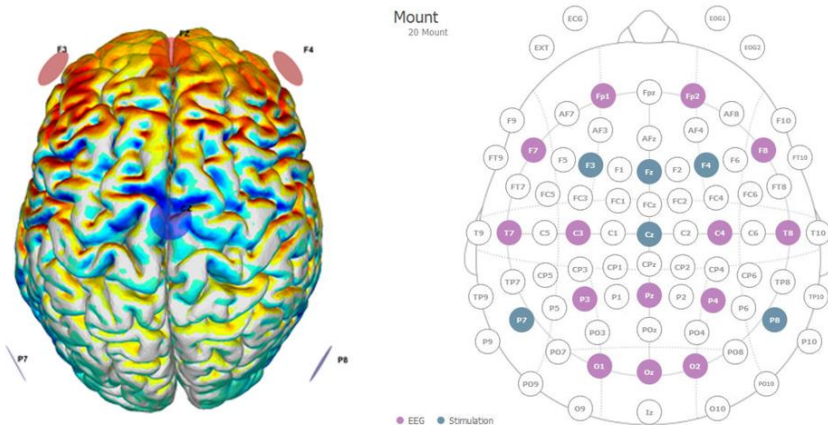 F3
FZ
F4
P7
P8
Mount
20 Mount
ECG
EOG1
EXT
EOG2
Fp1
Fpz
Fp2
F9
AF7
AF8
F10
AF3
AFz
AF4
F7
F8
FT9
F5
F3
F1
Fz
F2
F4
F6
FT10
FT7
FC5
FC3
FC1
FCz
FC2
FC4
FC6
FT8
T9
T7
C5
C3
C1
Cz
C2
C4
C6
T8
T10
TP7
CP5
CP3
CP1
CPz
CP2
CP4
CP6
TP8
TP9
P7
P5
P3
P1
Pz
P2
P4
P6
P8
TP10
P9
PO3
POz
PO4
P10
PO7
PO8
O1
Oz
O2
PO9
PO10
O9
Iz
O10
EEG
Stimulation